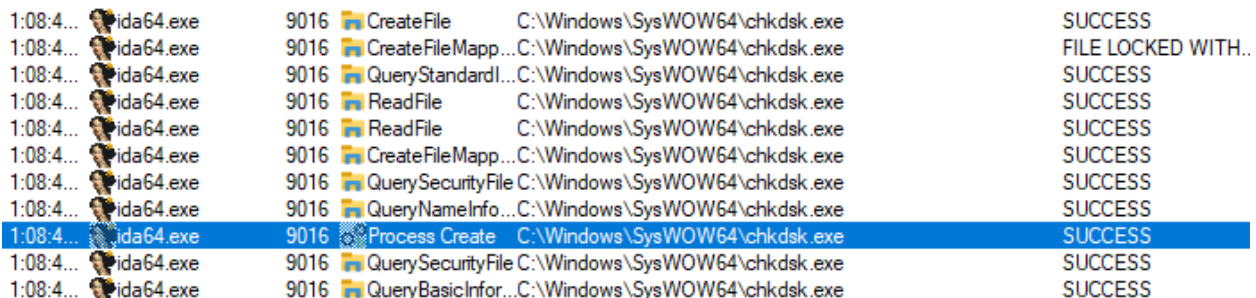 1:08:4... ida64.exe 9016 CreateFile C:\Windows\SysWOW64\chkdsk.exe SUCCESS
1:08:4... ida64.exe 9016 CreateFileMapp...C:\Windows\SysWOW64\chkdsk.exe FILE LOCKED WITH...
1:08:4... ida64.exe 9016 QueryStandardI...C:\Windows\SysWOW64\chkdsk.exe SUCCESS
1:08:4... ida64.exe 9016 ReadFile C:\Windows\SysWOW64\chkdsk.exe SUCCESS
1:08:4... ida64.exe 9016 ReadFile C:\Windows\SysWOW64\chkdsk.exe SUCCESS
1:08:4... ida64.exe 9016 CreateFileMapp...C:\Windows\SysWOW64\chkdsk.exe SUCCESS
1:08:4... ida64.exe 9016 QuerySecurityFile C:\Windows\SysWOW64\chkdsk.exe SUCCESS
1:08:4... ida64.exe 9016 QueryNameInfo...C:\Windows\SysWOW64\chkdsk.exe SUCCESS
1:08:4... ida64.exe 9016 Process Create C:\Windows\SysWOW64\chkdsk.exe SUCCESS
1:08:4... ida64.exe 9016 QuerySecurityFile C:\Windows\SysWOW64\chkdsk.exe SUCCESS
1:08:4... ida64.exe 9016 QueryBasicInfor...C:\Windows\SysWOW64\chkdsk.exe SUCCESS